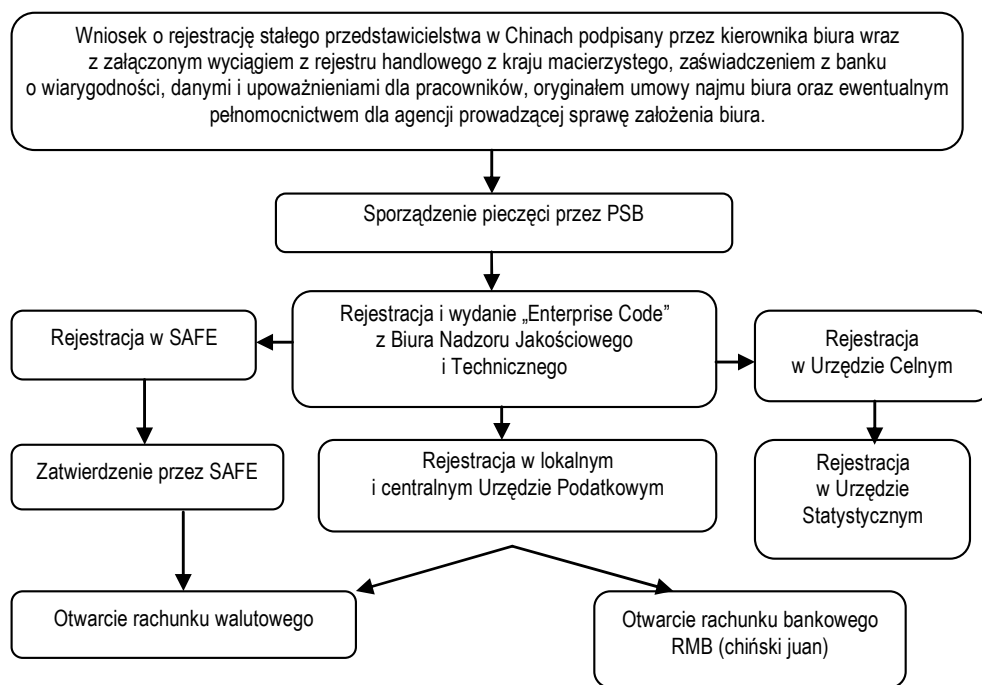 Wniosek o rejestrację stałego przedstawicielstwa w Chinach podpisany przez kierownika biura wraz
z załączonym wyciągiem z rejestru handlowego z kraju macierzystego, zaświadczeniem z banku
o wiarygodności, danymi i upoważnieniami dla pracowników, oryginałem umowy najmu biura oraz ewentualnym
pełnomocnictwem dla agencji prowadzącej sprawę założenia biura.
Sporządzenie pieczęci przez PSB
Rejestracja i wydanie „Enterprise Code”
z Biura Nadzoru Jakościowego
i Technicznego
Rejestracja w SAFE
Rejestracja
w Urzędzie Celnym
Zatwierdzenie przez SAFE
Rejestracja w lokalnym
i centralnym Urzędzie Podatkowym
Rejestracja
w Urzędzie
Statystycznym
Otwarcie rachunku walutowego
Otwarcie rachunku bankowego
RMB (chiński juan)